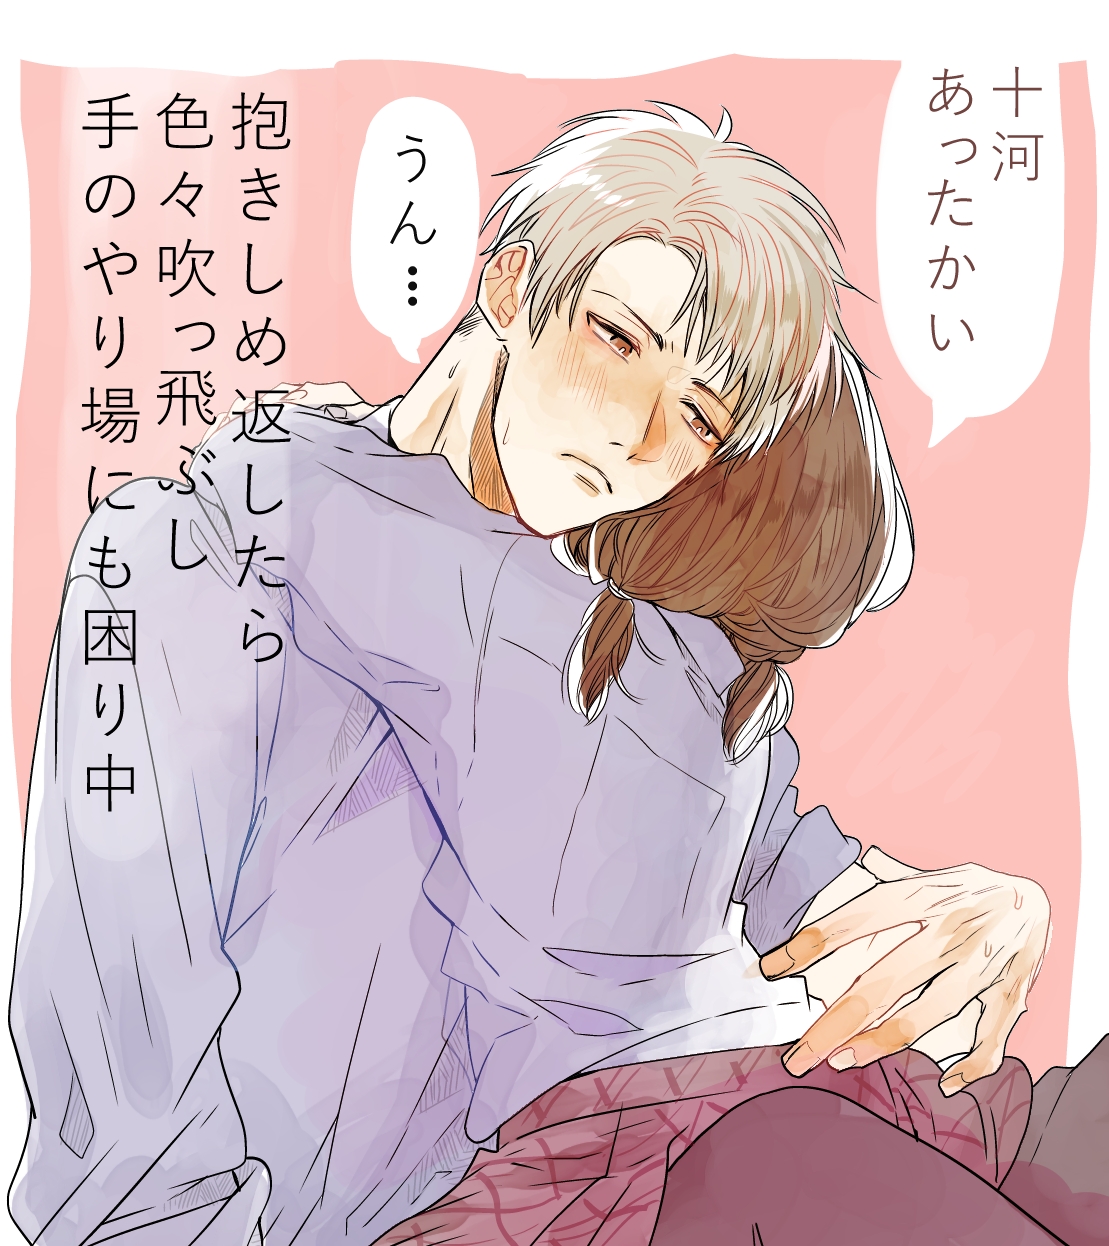 十河
あったかい
うん…
抱きしめ返したら
色々吹っ飛ぶし
手のやり場にも困り中